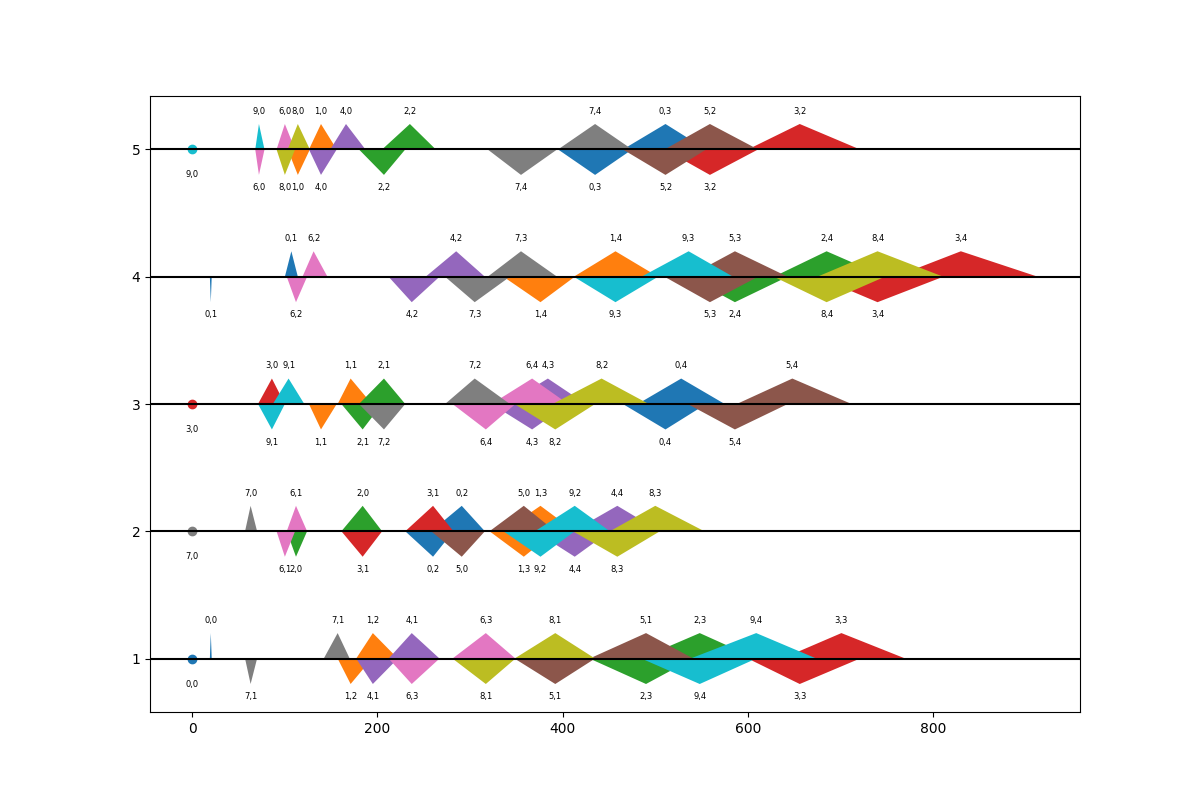 9,0 6,0 8,0 1,0 4,0 2,2 7,4 0,3 5,2 3,2
5
9,0 6,0 8,0 1,0 4,0 2,2 7,4 0,3 5,2 3,2
0,1 6,2 4,2 7,3 1,4 9,3 5,3 2,4 8,4 3,4
4
0,1 6,2 4,2 7,3 1,4 9,3 5,3 2,4 8,4 3,4
3,0 9,1 1,1 2,1 7,2 6,4 4,3 8,2 0,4 5,4
3
3,0 9,1 1,1 2,1 7,2 6,4 4,3 8,2 0,4 5,4
7,0 6,1 2,0 3,1 0,2 5,0 1,3 9,2 4,4 8,3
2
7,0 6,1 2,0 3,1 0,2 5,0 1,3 9,2 4,4 8,3
0,0 7,1 1,2 4,1 6,3 8,1 5,1 2,3 9,4 3,3
1
0,0 7,1 1,2 4,1 6,3 8,1 5,1 2,3 9,4 3,3
0 200 400 600 800